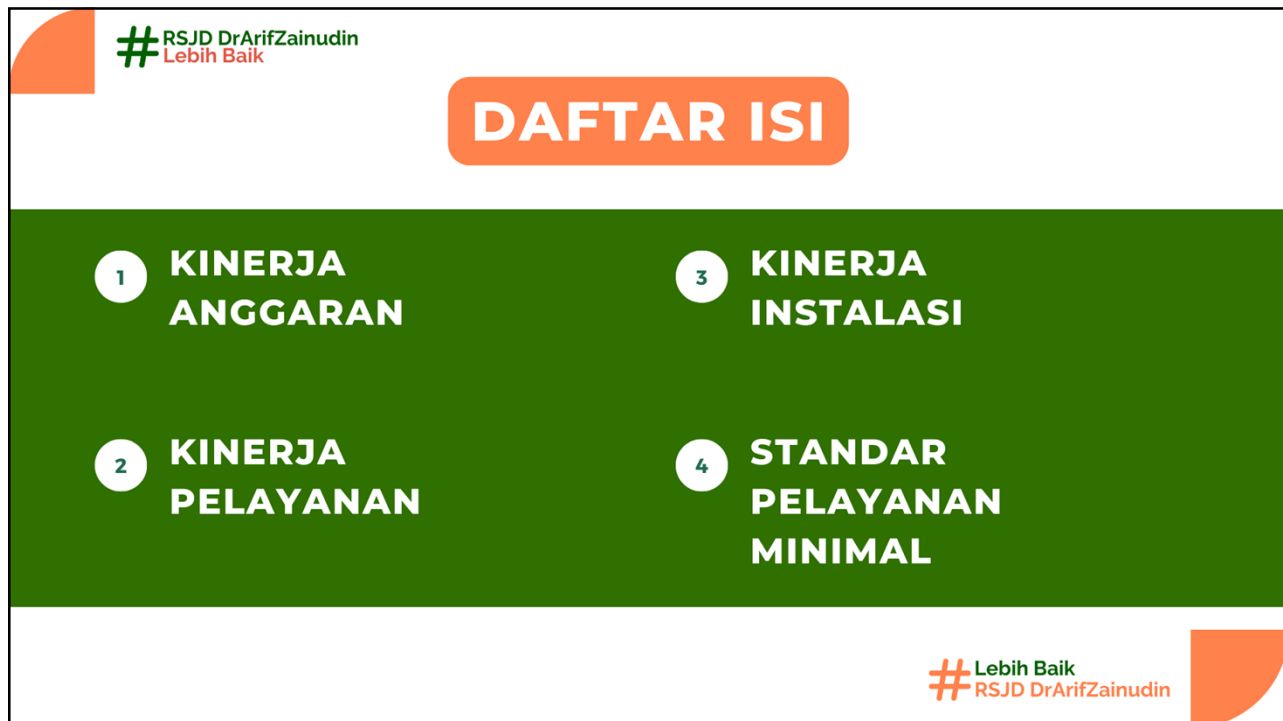 # RSJD DrArifZainudin
Lebih Baik
DAFTAR ISI
1 KINERJA
ANGGARAN
2 KINERJA
PELAYANAN
3 KINERJA
INSTALASI
4 STANDAR
PELAYANAN
MINIMAL
# Lebih Baik
RSJD DrArifZainudin